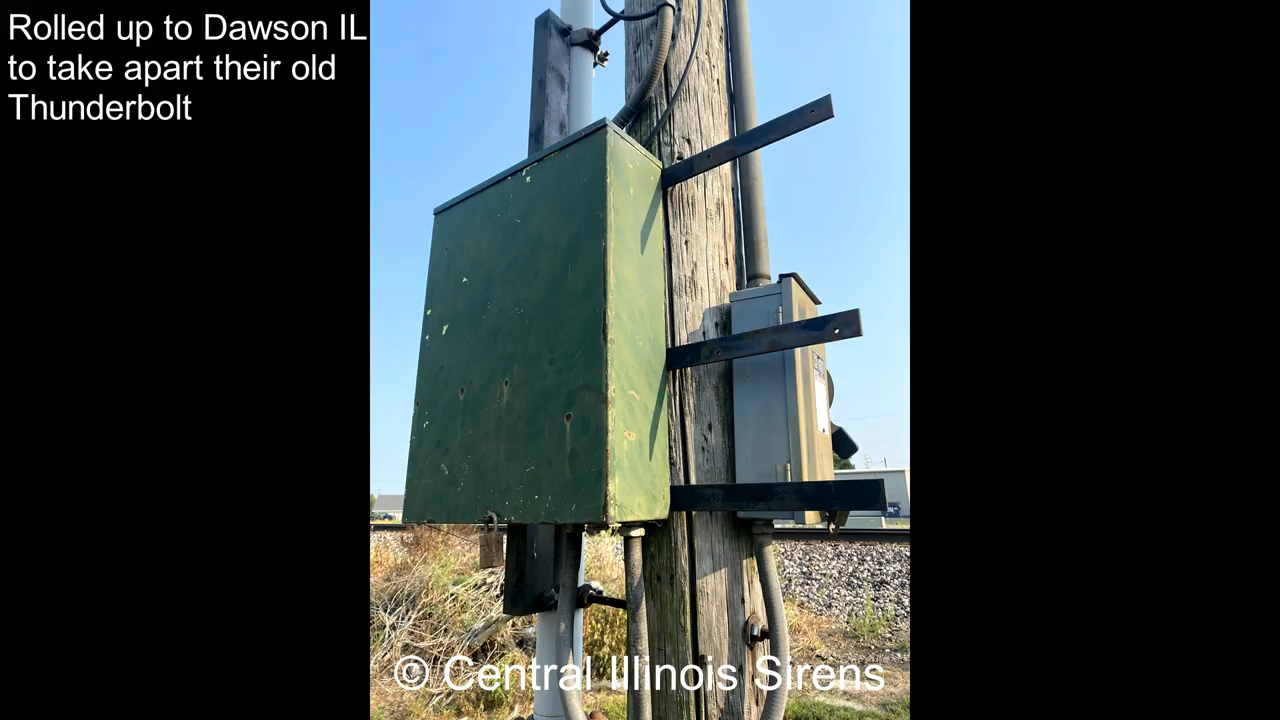 Rolled up to Dawson IL
to take apart their old
Thunderbolt
© Central Illinois Sirens